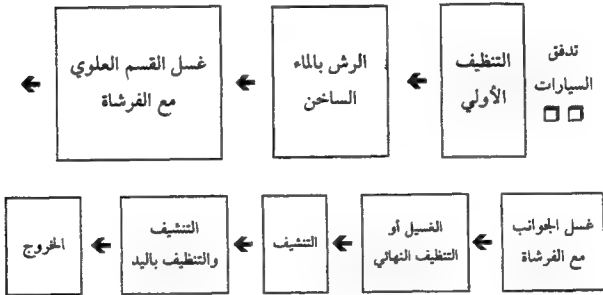 تدفق
السيارات
التنظيف
الأولي
الرش بالماء
الساخن
غسل القسم العلوي
مع الفرشاة
غسل الجوانب
مع الفرشاة
الغسيل أو
التنظيف النهائي
التنشيف
التنشيف
والتنظيف باليد
الخروج